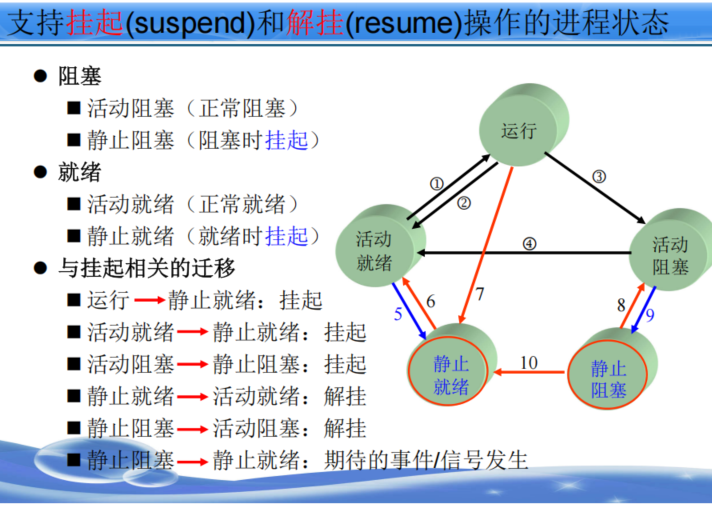 支持挂起(suspend)和解挂(resume)操作的进程状态
● 阻塞
■ 活动阻塞（正常阻塞）
■ 静止阻塞（阻塞时挂起）
● 就绪
■ 活动就绪（正常就绪）
■ 静止就绪（就绪时挂起）
● 与挂起相关的迁移
■ 运行→静止就绪：挂起
■ 活动就绪→静止就绪：挂起
■ 活动阻塞→静止阻塞：挂起
■ 静止就绪→活动就绪：解挂
■ 静止阻塞→活动阻塞：解挂
■ 静止阻塞→静止就绪：期待的事件/信号发生
运行
①
②
③
活动
就绪
④
活动
阻塞
5
6
7
8
9
静止
就绪
10
静止
阻塞